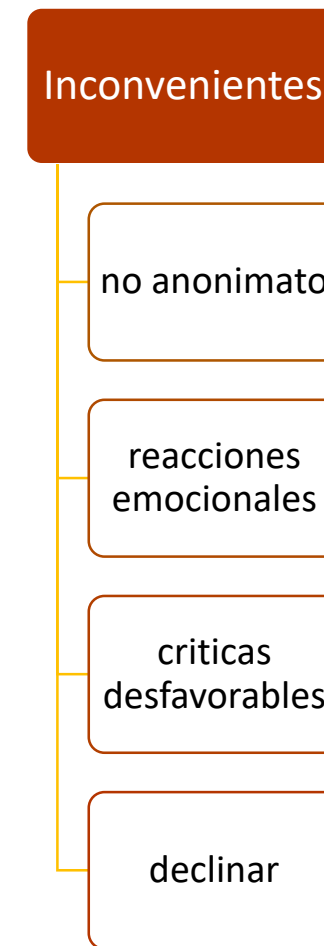 Inconvenientes
no anonimato
reacciones
emocionales
criticas
desfavorables
declinar